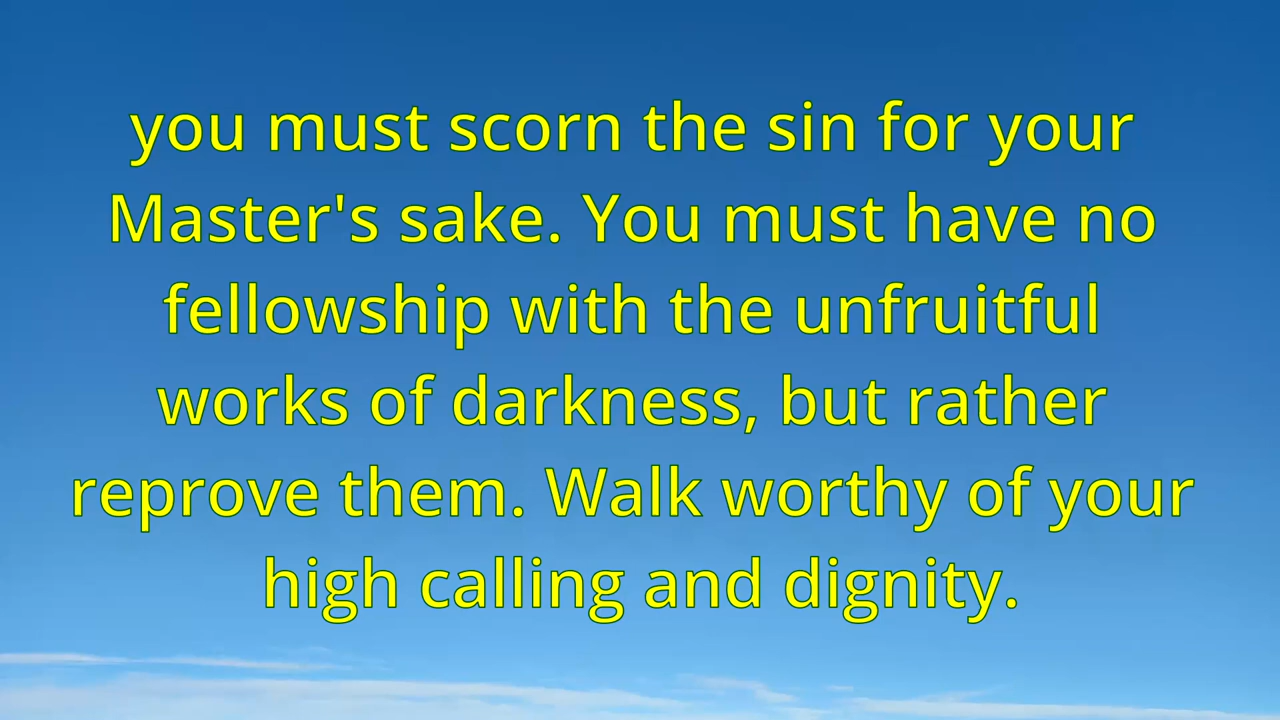 you must scorn the sin for your
Master's sake. You must have no
fellowship with the unfruitful
works of darkness, but rather
reprove them. Walk worthy of your
high calling and dignity.